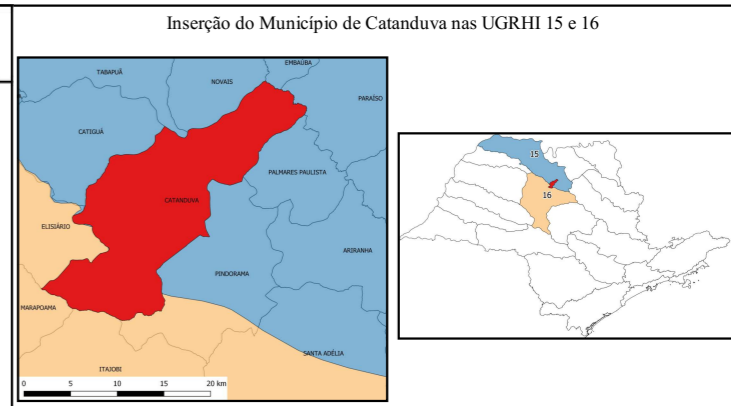 Inserção do Município de Catanduva nas UGRHI 15 e 16
EMBAÚBA
TABAPUÃ
NOVAIS
PARAÍSO
CATIGUÁ
PALMARES PAULISTA
CATANDUVA
ELISIÁRIO
ARIRANHA
PINDORAMA
MARAPOAMA
SANTA ADÉLIA
ITAJOBI
0 5 10 15 20 km
15
16